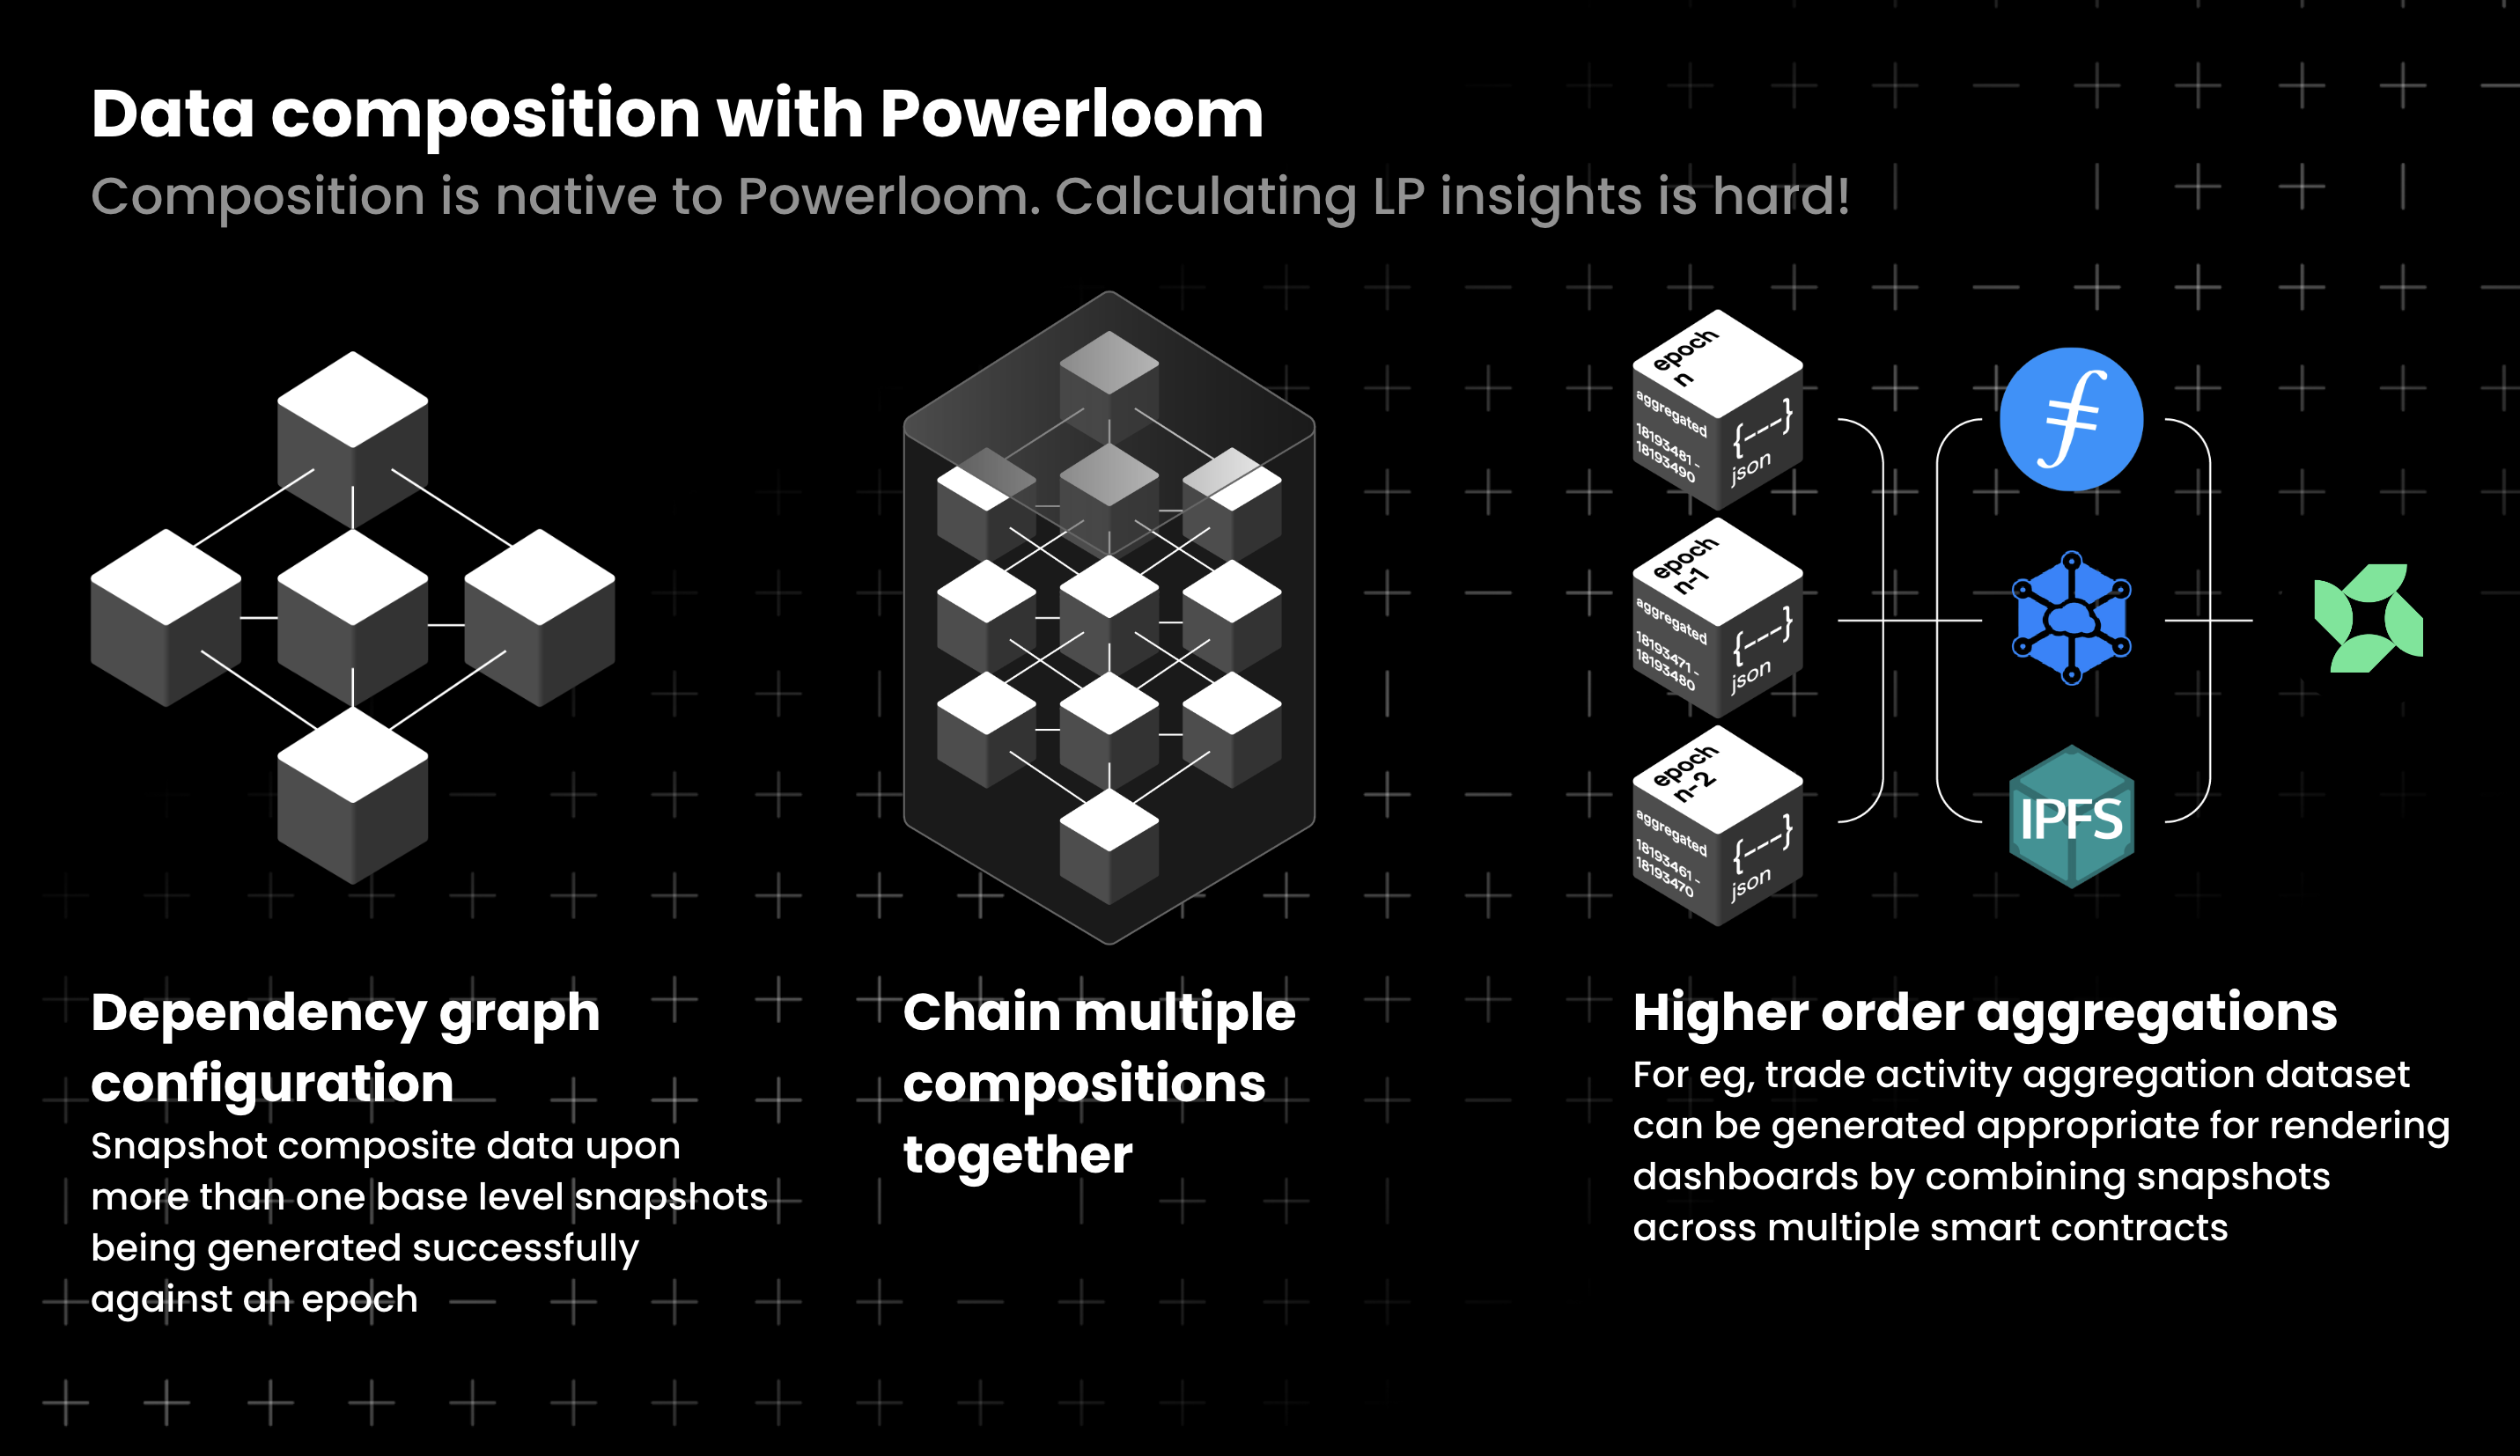 Data composition with Powerloom
Composition is native to Powerloom. Calculating LP insights is hard!
epoch
n
aggregated
18193481 -
18193490
{---}
json
epoch
n-1
aggregated
18193471 -
18193480
{---}
json
epoch
n-2
aggregated
18193461 -
18193470
{---}
json
IPFS
Dependency graph
configuration
Snapshot composite data upon
more than one base level snapshots
being generated successfully
against an epoch
Chain multiple
compositions
together
Higher order aggregations
For eg, trade activity aggregation dataset
can be generated appropriate for rendering
dashboards by combining snapshots
across multiple smart contracts